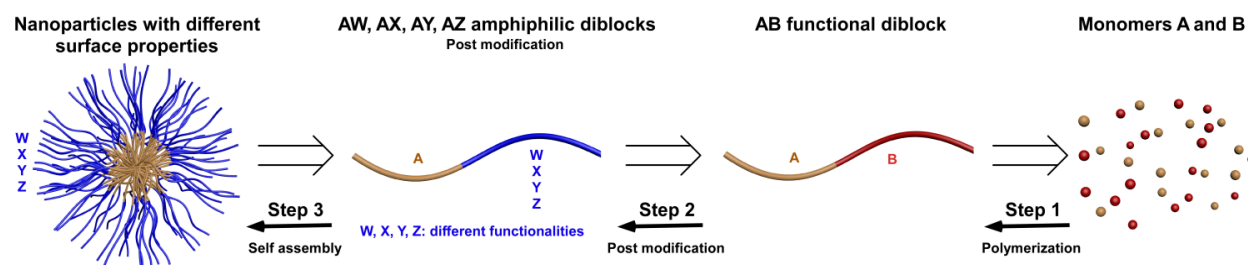 Nanoparticles with different
surface properties
AW, AX, AY, AZ amphiphilic diblocks
Post modification
AB functional diblock
Monomers A and B
W
X
Y
Z
A
W
X
Y
Z
A
B
Step 3
Self assembly
W, X, Y, Z: different functionalities
Step 2
Post modification
Step 1
Polymerization